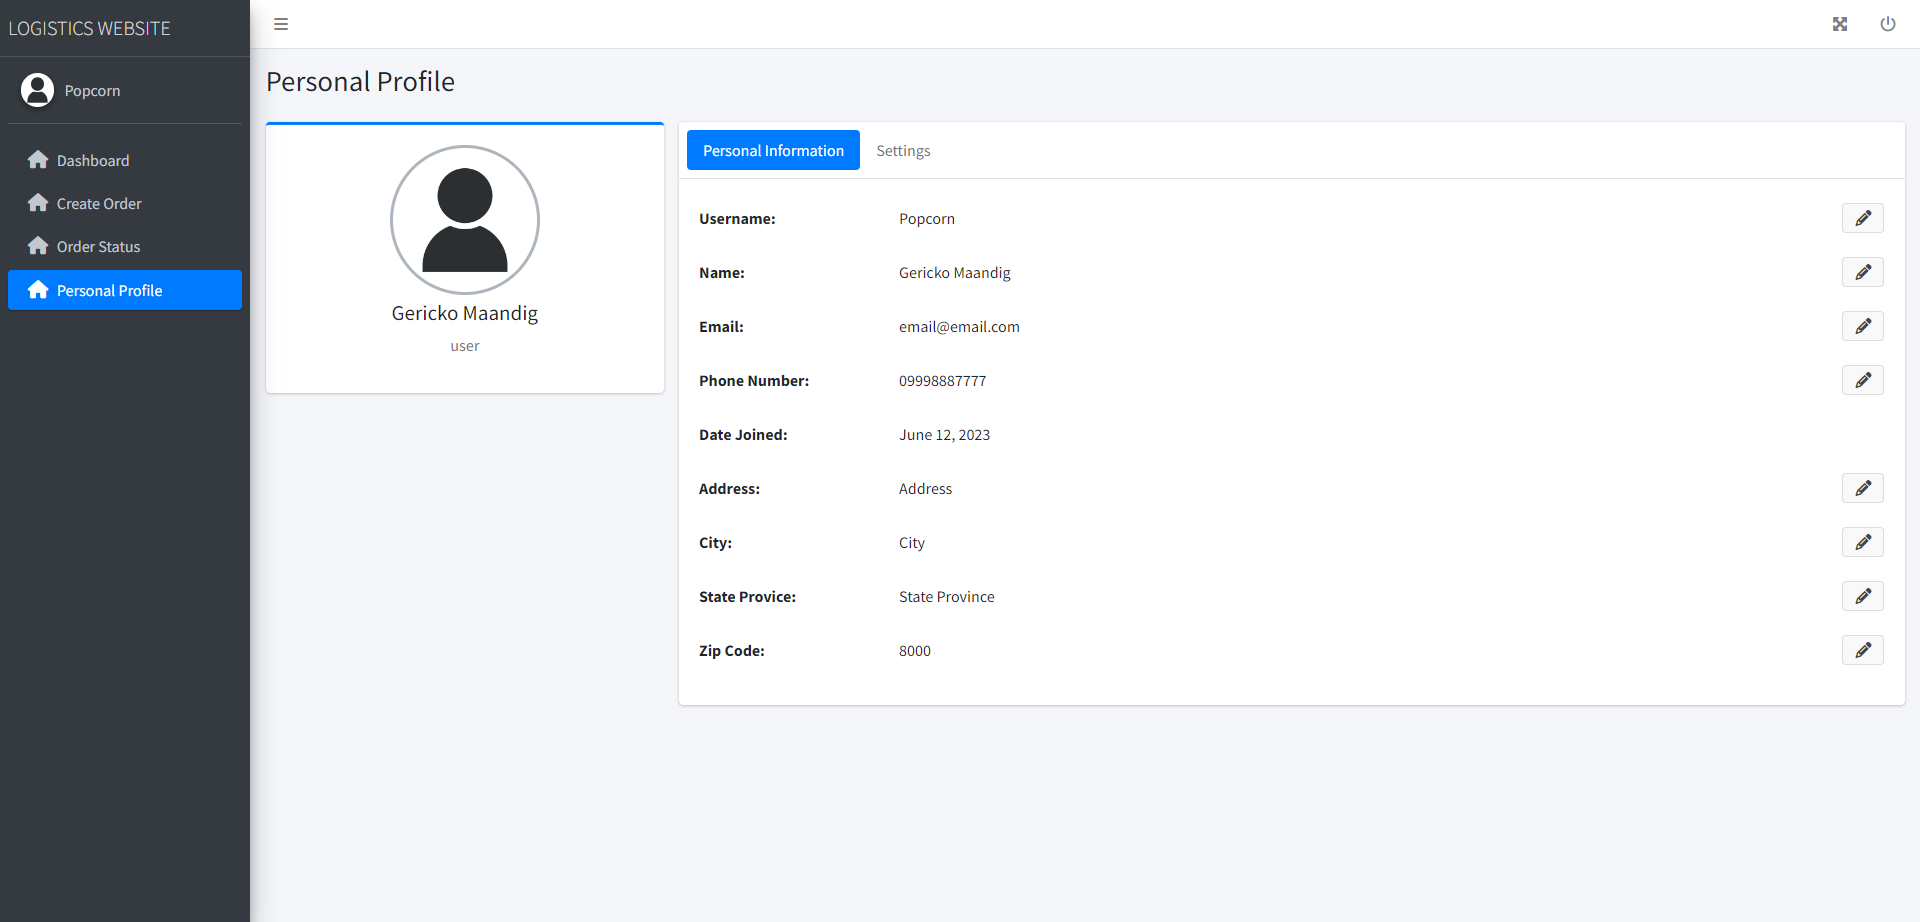 LOGISTICS WEBSITE
Popcorn
Dashboard
Create Order
Order Status
Personal Profile
Personal Profile
Gericko Maandig
user
Personal Information Settings
Username: Popcorn
Name: Gericko Maandig
Email: email@email.com
Phone Number: 09998887777
Date Joined: June 12, 2023
Address: Address
City: City
State Provice: State Province
Zip Code: 8000